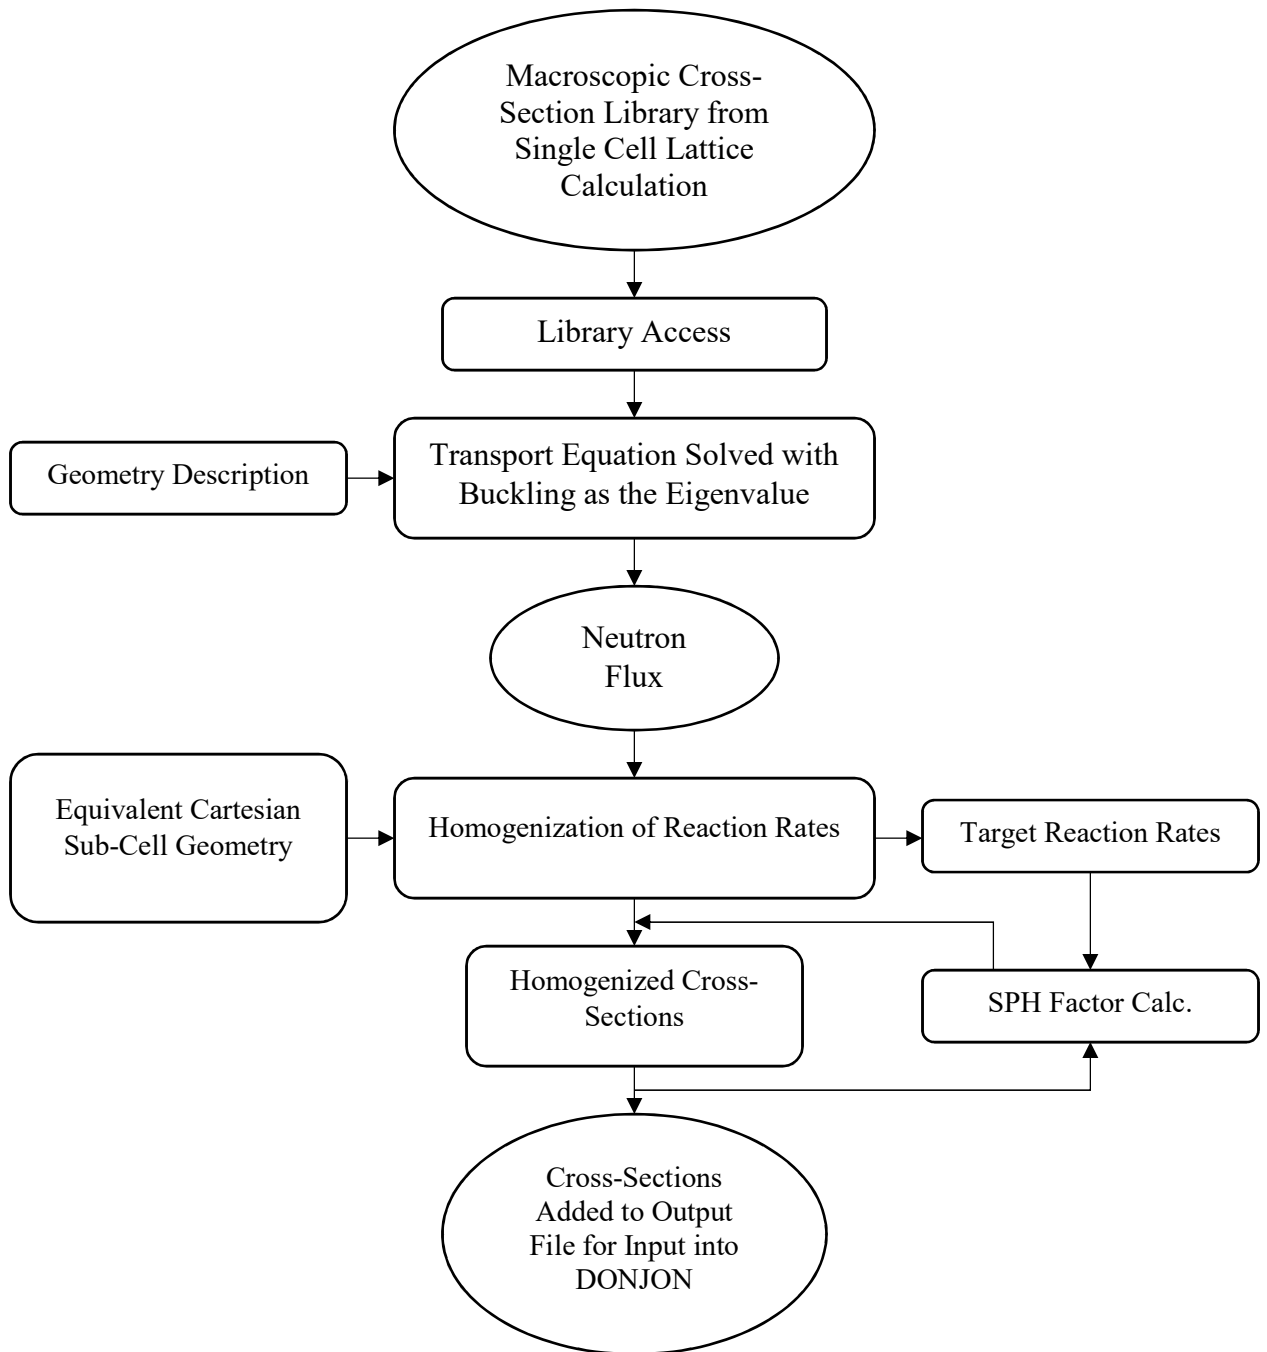 Macroscopic Cross-
Section Library from
Single Cell Lattice
Calculation
Library Access
Geometry Description
Transport Equation Solved with
Buckling as the Eigenvalue
Neutron
Flux
Equivalent Cartesian
Sub-Cell Geometry
Homogenization of Reaction Rates
Target Reaction Rates
Homogenized Cross-
Sections
SPH Factor Calc.
Cross-Sections
Added to Output
File for Input into
DONJON